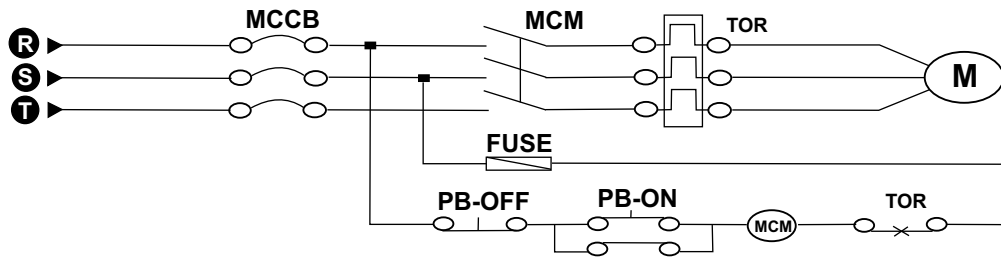 MCCB MCM TOR
R
S
M
T
FUSE
PB-OFF PB-ON TOR
MCM